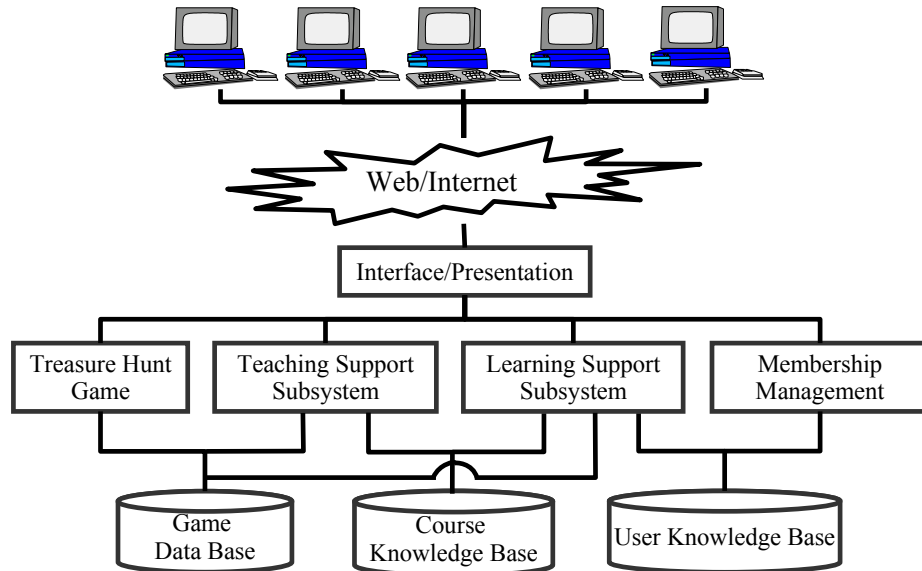 Web/Internet
Interface/Presentation
Treasure Hunt
Game
Teaching Support
Subsystem
Learning Support
Subsystem
Membership
Management
Game
Data Base
Course
Knowledge Base
User Knowledge Base